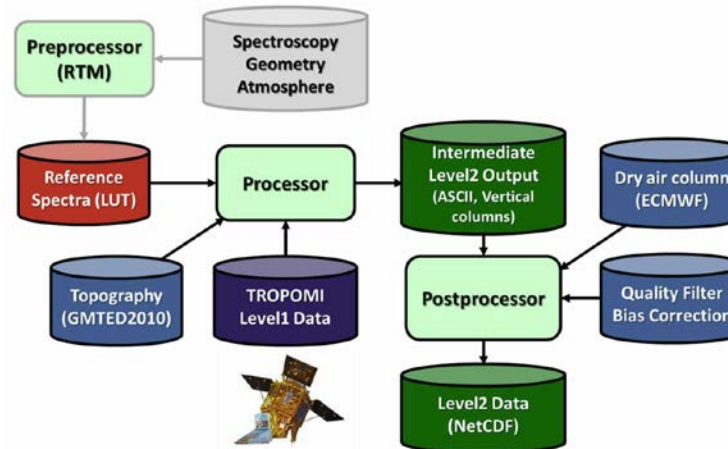 Preprocessor
(RTM)
Spectroscopy
Geometry
Atmosphere
Reference
Spectra (LUT)
Processor
Intermediate
Level2 Output
(ASCII, Vertical
columns)
Dry air column
(ECMWF)
Topography
(GMTED2010)
TROPOMI
Level1 Data
Postprocessor
Quality Filter
Bias Correction
Level2 Data
(NetCDF)